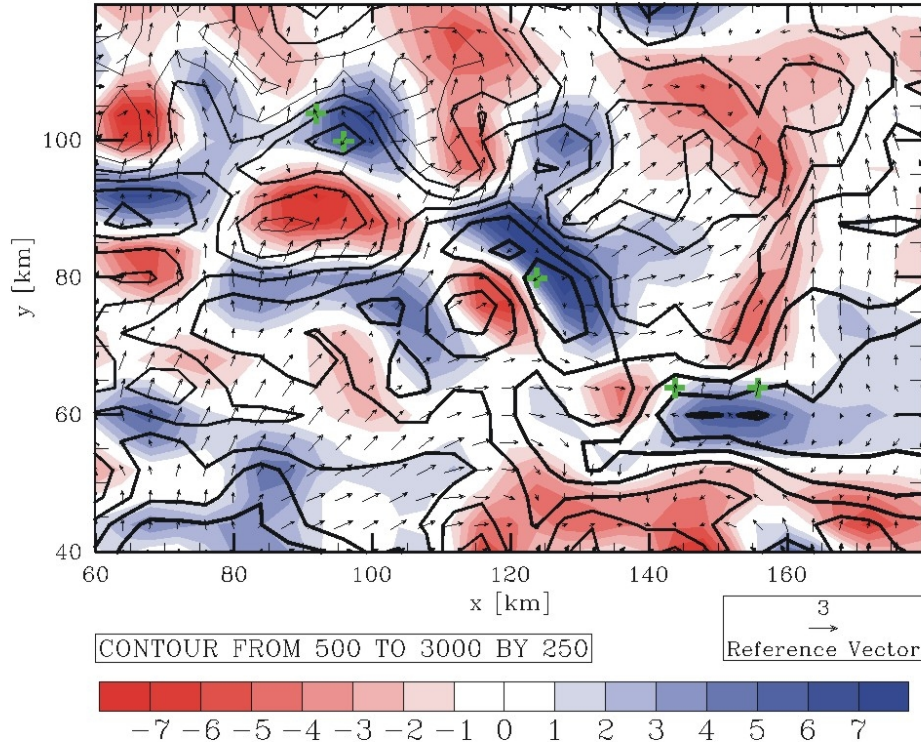 100
80
60
40
y [km]
60 80 100 120 140 160
x [km]
3
Reference Vector
CONTOUR FROM 500 TO 3000 BY 250
−7 −6 −5 −4 −3 −2 −1 0 1 2 3 4 5 6 7